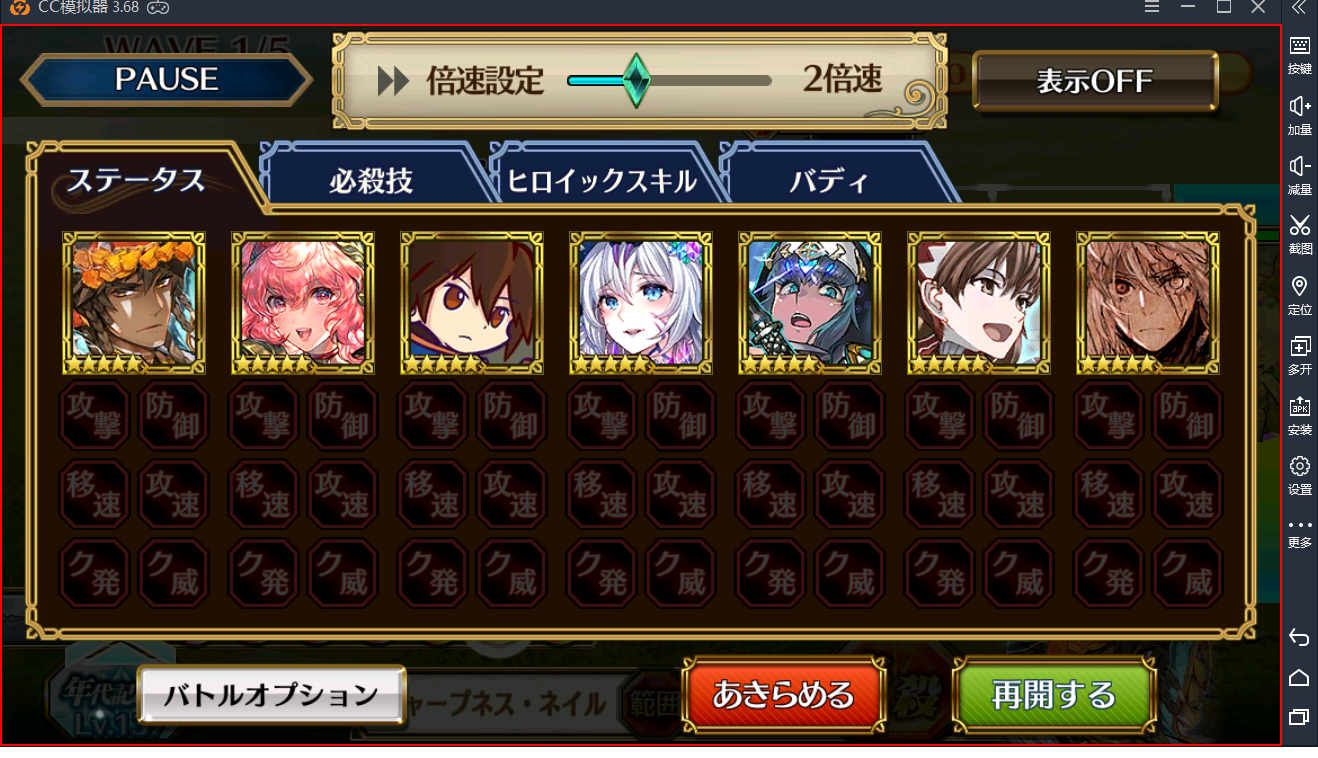 CC模拟器 3.68
WAVE 1/5
PAUSE
倍速設定
2倍速
表示OFF
按键
加量
减量
截图
定位
多开
安装
设置
更多
ステータス
必殺技
ヒロイックスキル
バディ
攻撃 防御 攻撃 防御 攻撃 防御 攻撃 防御 攻撃 防御 攻撃 防御 攻撃 防御
移速 攻速 移速 攻速 移速 攻速 移速 攻速 移速 攻速 移速 攻速 移速 攻速
ク発 ク威 ク発 ク威 ク発 ク威 ク発 ク威 ク発 ク威 ク発 ク威 ク発 ク威
年代記
バトルオプション
ャープネス・ネイル
範囲
あきらめる
殺
再開する